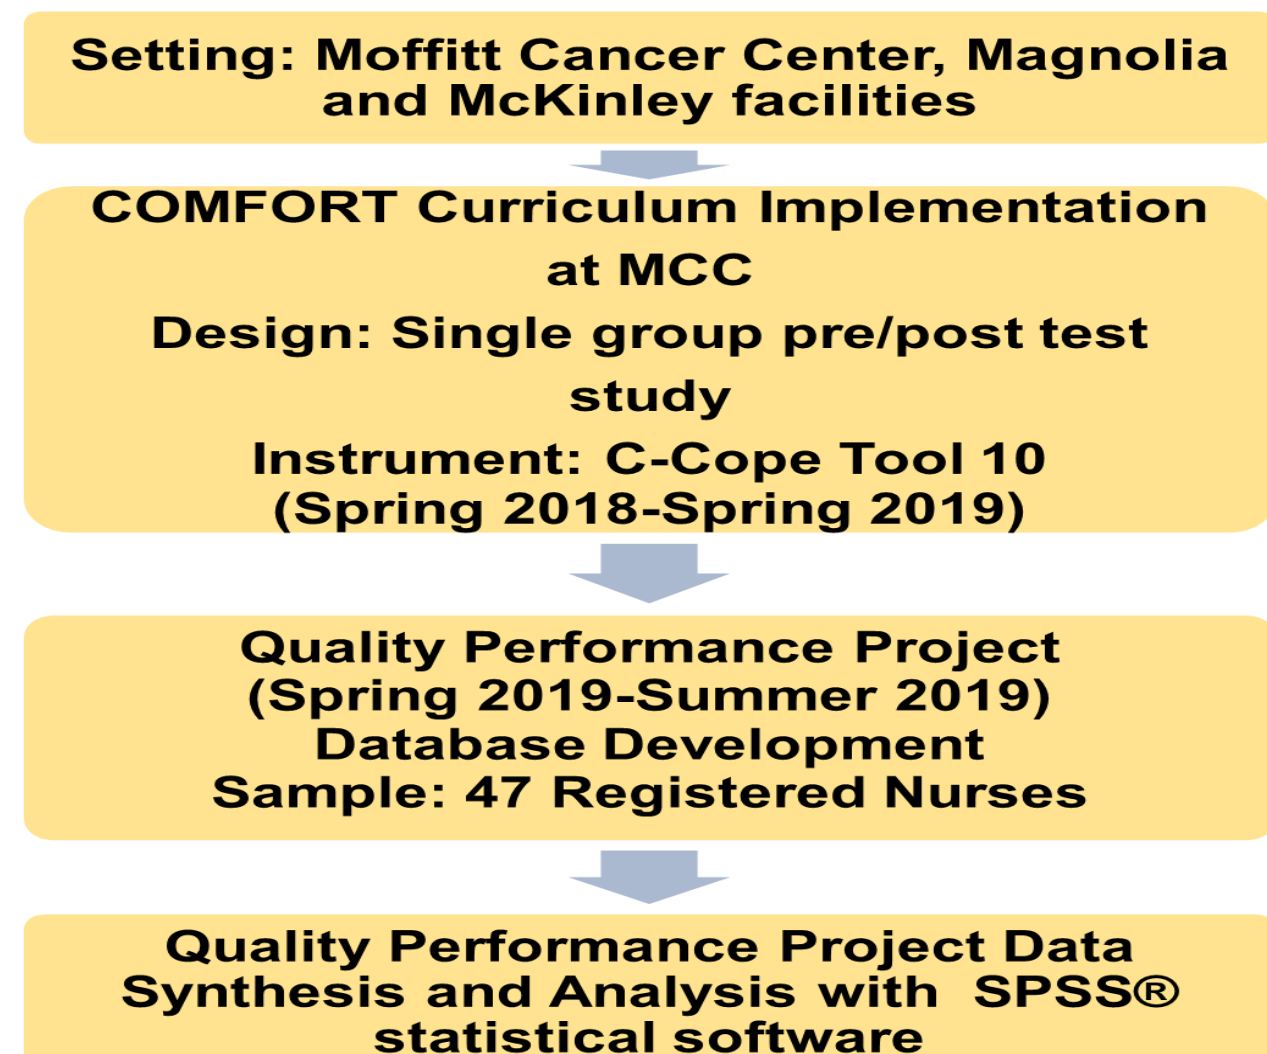 Setting: Moffitt Cancer Center, Magnolia
and McKinley facilities
COMFORT Curriculum Implementation
at MCC
Design: Single group pre/post test
study
Instrument: C-Cope Tool 10
(Spring 2018-Spring 2019)
Quality Performance Project
(Spring 2019-Summer 2019)
Database Development
Sample: 47 Registered Nurses
Quality Performance Project Data
Synthesis and Analysis with SPSS®
statistical software